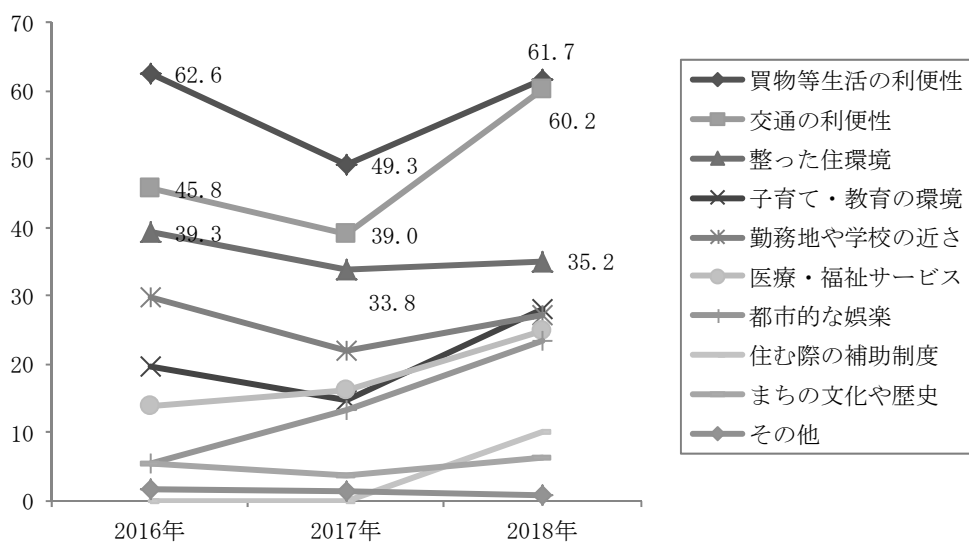 70
60
50
40
30
20
10
0
62.6
49.3
61.7
60.2
45.8
39.0
39.3
33.8
35.2
2016年
2017年
2018年
買物等生活の利便性
交通の利便性
整った住環境
子育て・教育の環境
勤務地や学校の近さ
医療・福祉サービス
都市的な娯楽
住む際の補助制度
まちの文化や歴史
その他